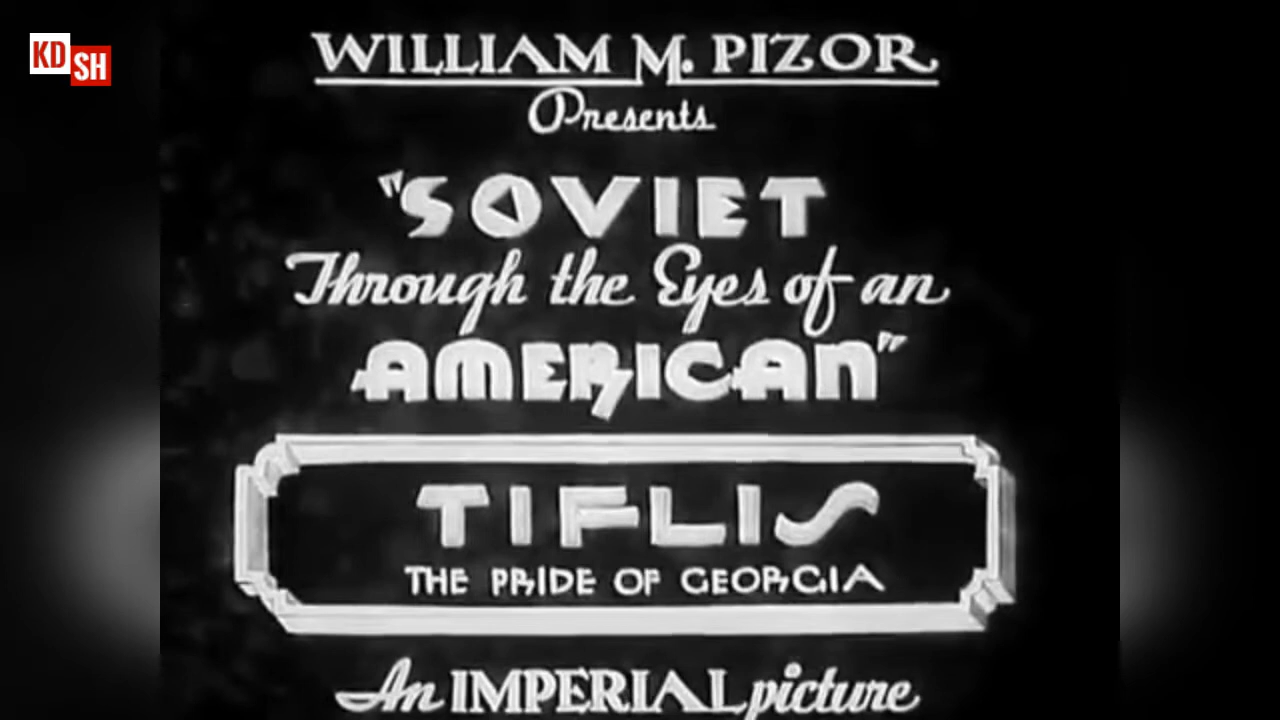 KD
SH
WILLIAM M. PIZOR
Presents
"SOVIET
Through the Eyes of an
AMERICAN"
TIFLIS
THE PRIDE OF GEORGIA
An IMPERIAL picture